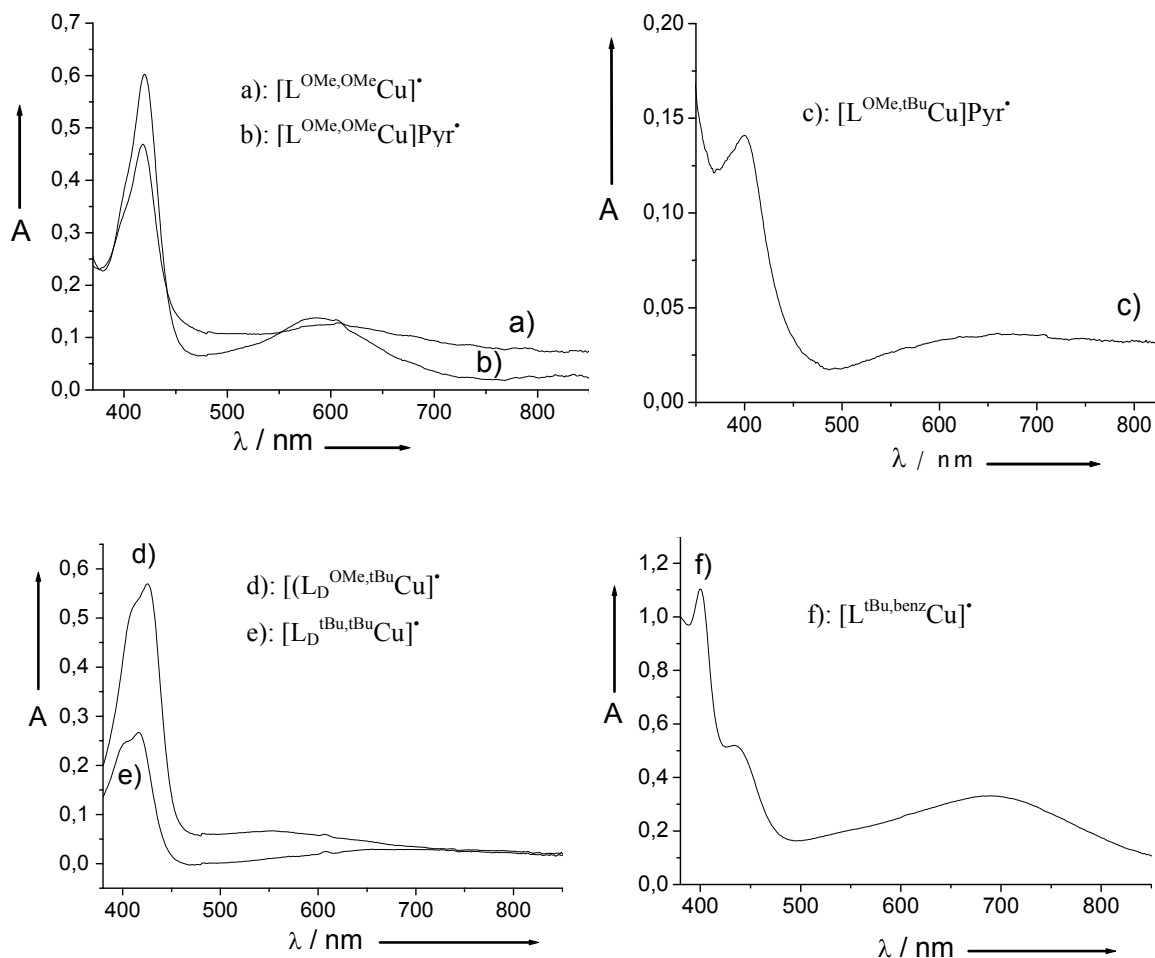 0,7
0,6
0,5
0,4
0,3
0,2
0,1
0,0
A
400 500 600 700 800
λ / nm
a): [L^OMe,OMe Cu]•
b): [L^OMe,OMe Cu]Pyr•
a)
b)
0,20
0,15
0,10
0,05
0,00
A
400 500 600 700 800
λ / nm
c): [L^OMe,tBu Cu]Pyr•
c)
0,6
0,5
0,4
0,3
0,2
0,1
0,0
A
400 500 600 700 800
λ / nm
d)
e)
d): [(L_D^OMe,tBu Cu]•
e): [L_D^tBu,tBu Cu]•
1,2
1,0
0,8
0,6
0,4
0,2
0,0
A
400 500 600 700 800
λ / nm
f)
f): [L^tBu,benz Cu]•